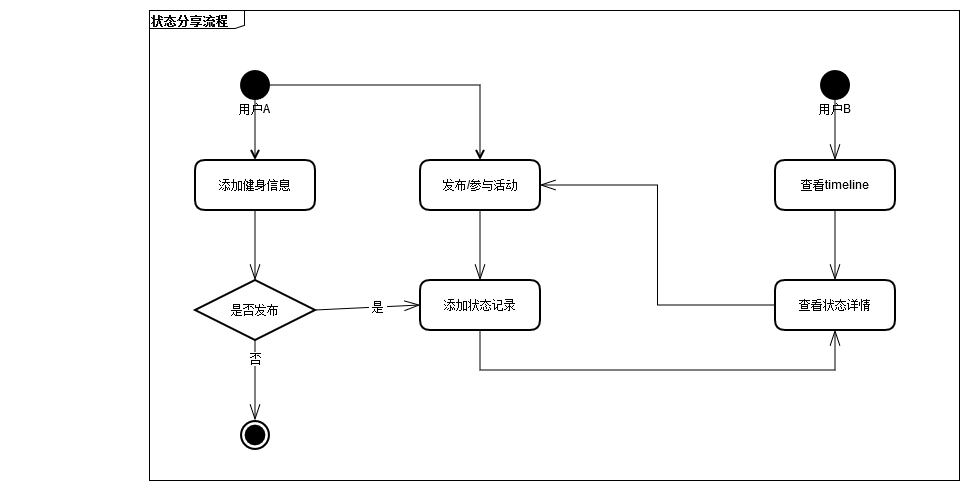 状态分享流程
用户A
用户B
添加健身信息
发布/参与活动
查看timeline
是否发布
是
添加状态记录
查看状态详情
否